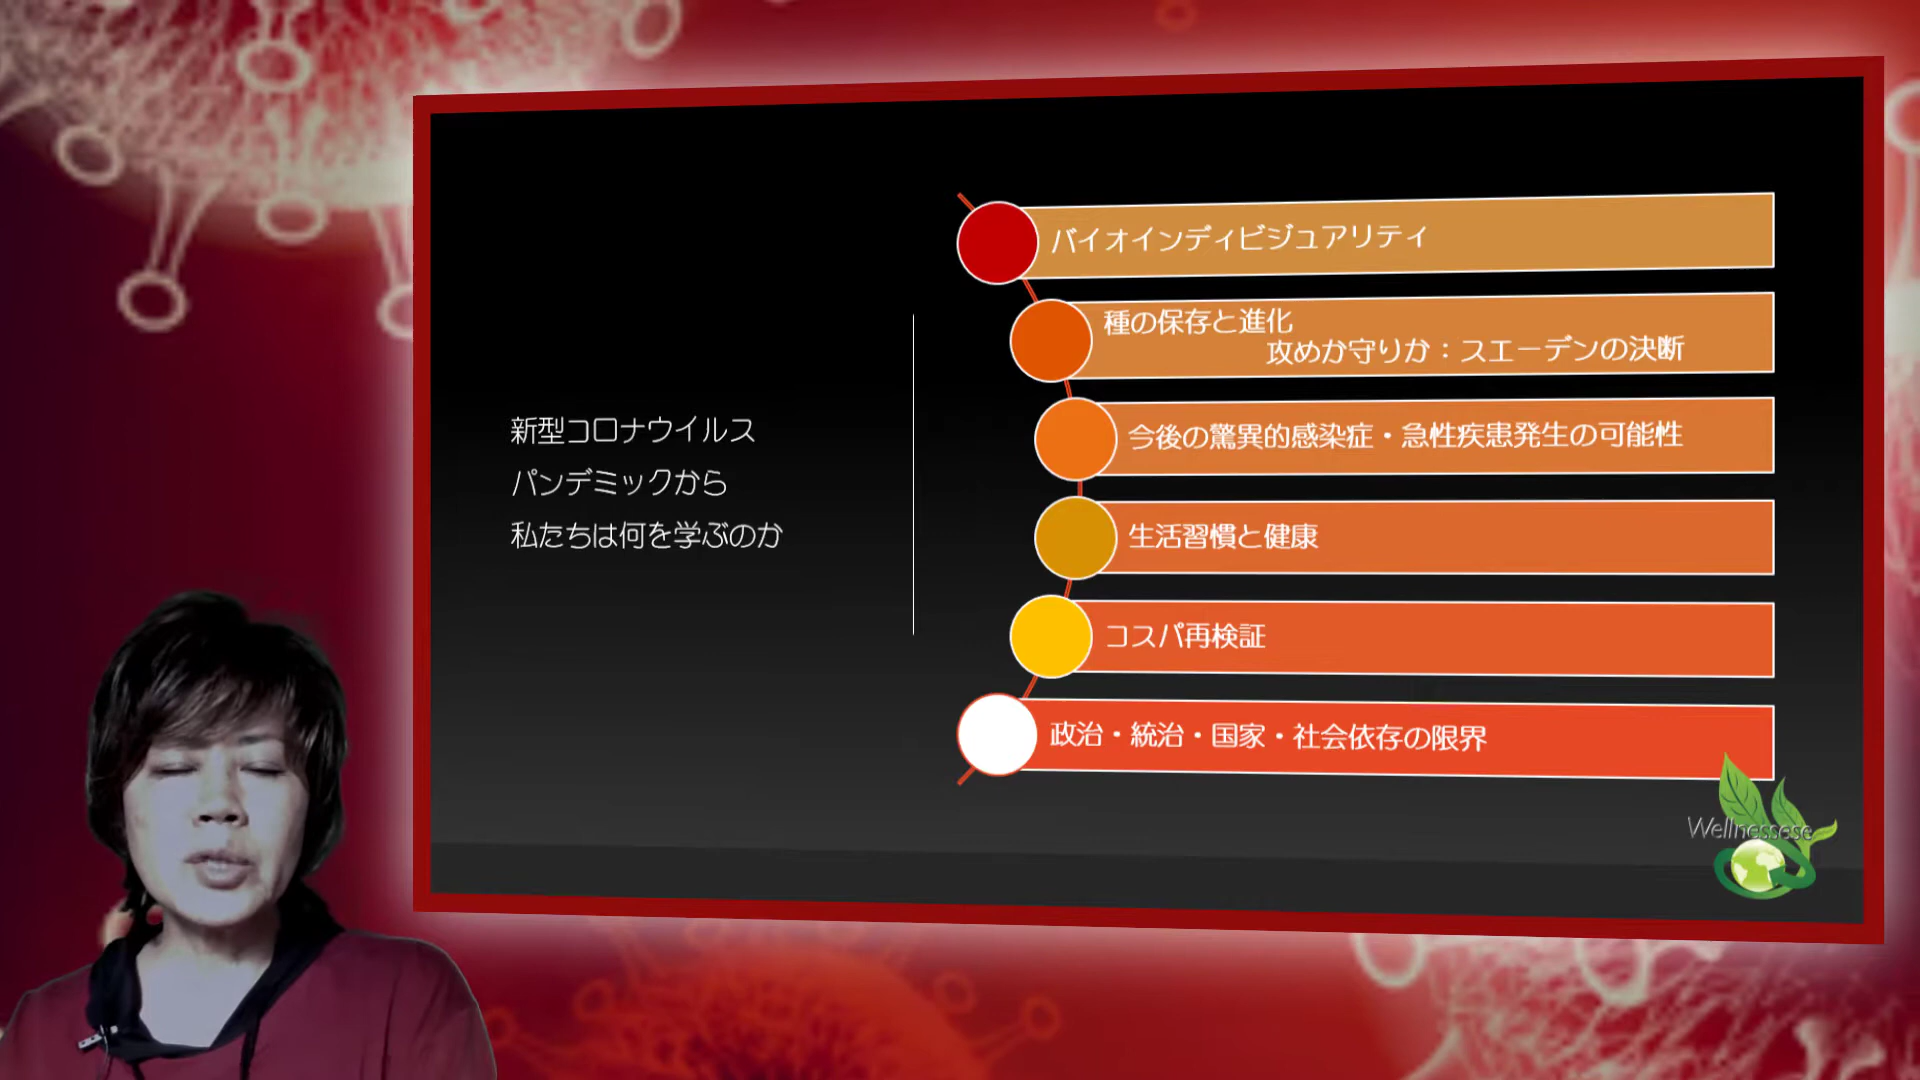 新型コロナウイルス
パンデミックから
私たちは何を学ぶのか
バイオインディビジュアリティ
種の保存と進化
攻めか守りか：スエーデンの決断
今後の驚異的感染症・急性疾患発生の可能性
生活習慣と健康
コスパ再検証
政治・統治・国家・社会依存の限界
Wellnessese